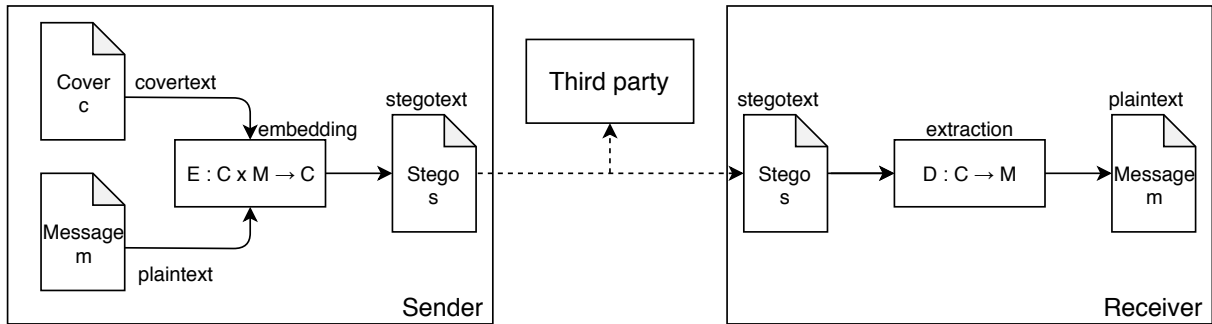 Cover
c
covertext
Message
m
plaintext
embedding
E : C x M → C
stegotext
Stego
s
Sender
Third party
stegotext
Stego
s
extraction
D : C → M
plaintext
Message
m
Receiver